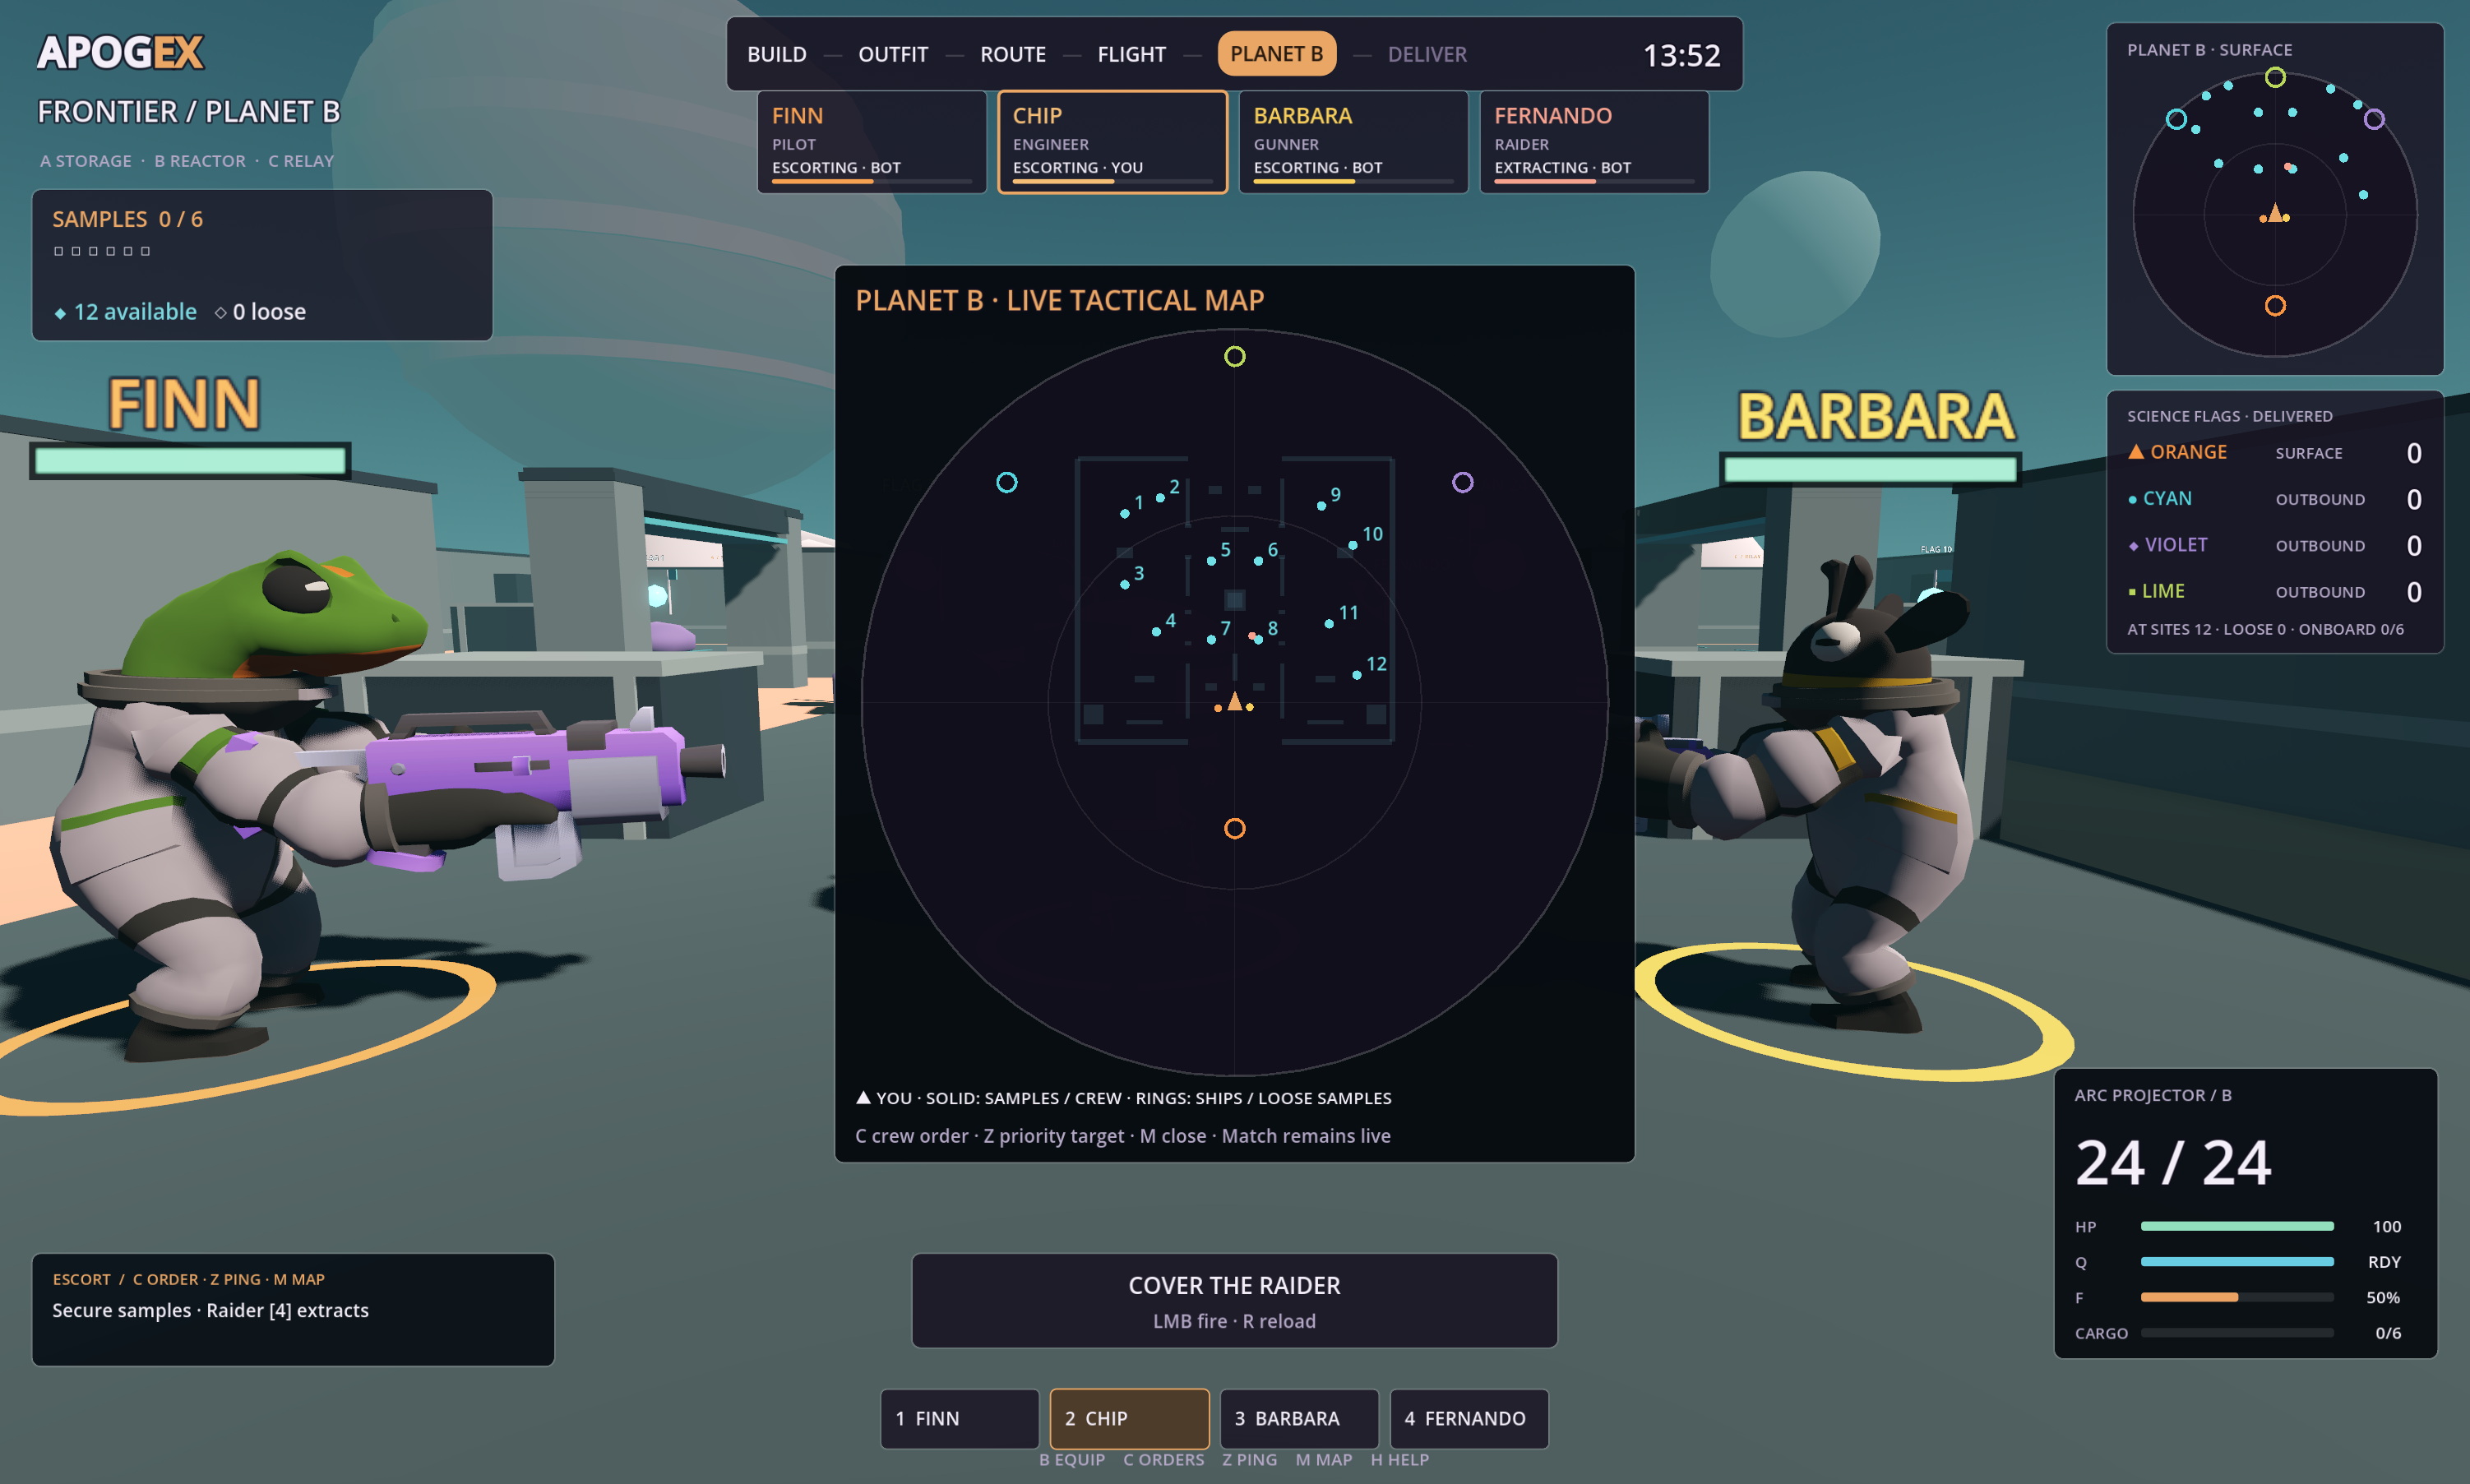 APOGEX
FRONTIER / PLANET B
A STORAGE · B REACTOR · C RELAY
SAMPLES 0 / 6
◆ 12 available ◇ 0 loose
BUILD — OUTFIT — ROUTE — FLIGHT — PLANET B — DELIVER 13:52
FINN
PILOT
ESCORTING · BOT
CHIP
ENGINEER
ESCORTING · YOU
BARBARA
GUNNER
ESCORTING · BOT
FERNANDO
RAIDER
EXTRACTING · BOT
PLANET B · SURFACE
FINN
BARBARA
PLANET B · LIVE TACTICAL MAP
1
2
3
4
5
6
7
8
9
10
11
12
▲ YOU · SOLID: SAMPLES / CREW · RINGS: SHIPS / LOOSE SAMPLES
C crew order · Z priority target · M close · Match remains live
FLAG 10
SCIENCE FLAGS · DELIVERED
▲ ORANGE SURFACE 0
● CYAN OUTBOUND 0
◆ VIOLET OUTBOUND 0
■ LIME OUTBOUND 0
AT SITES 12 · LOOSE 0 · ONBOARD 0/6
ARC PROJECTOR / B
24 / 24
HP 100
Q RDY
F 50%
CARGO 0/6
ESCORT / C ORDER · Z PING · M MAP
Secure samples · Raider [4] extracts
COVER THE RAIDER
LMB fire · R reload
1 FINN
2 CHIP
3 BARBARA
4 FERNANDO
B EQUIP C ORDERS Z PING M MAP H HELP